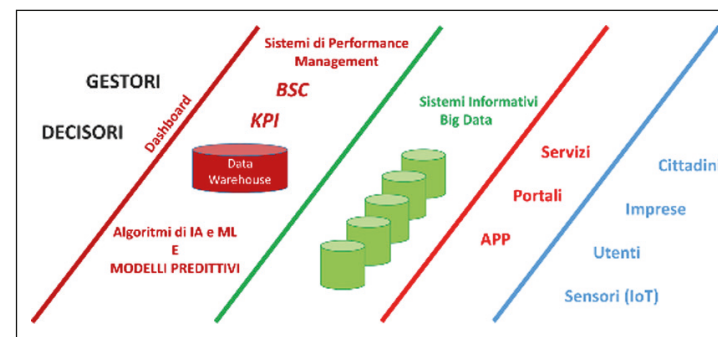 GESTORI
DECISORI
Dashboard
Sistemi di Performance
Management
BSC
KPI
Data
Warehouse
Algoritmi di IA e ML
E
MODELLI PREDITTIVI
Sistemi Informativi
Big Data
Servizi
Portali
APP
Cittadin
Imprese
Utenti
Sensori (IoT)